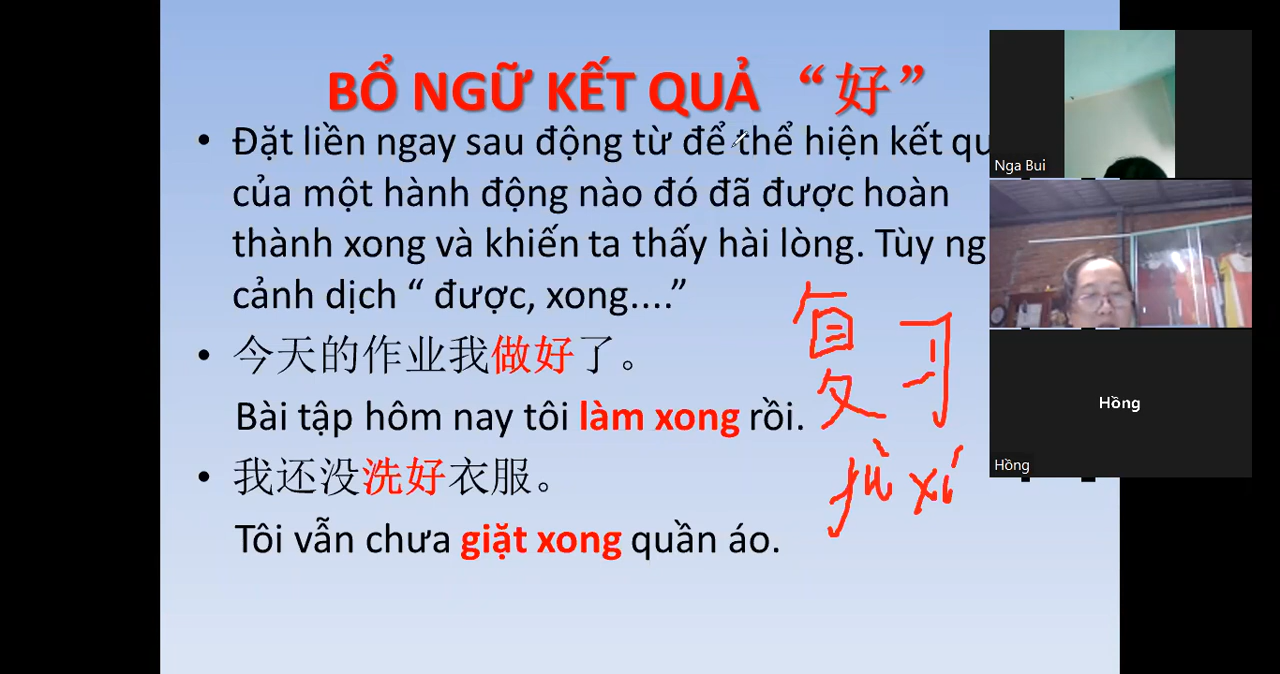 BỔ NGỮ KẾT QUẢ “好”
• Đặt liền ngay sau động từ để thể hiện kết qu
của một hành động nào đó đã được hoàn
thành xong và khiến ta thấy hài lòng. Tùy ng
cảnh dịch “ được, xong....”
• 今天的作业我做好了。
Bài tập hôm nay tôi làm xong rồi.
• 我还没洗好衣服。
Tôi vẫn chưa giặt xong quần áo.
复习
fù xí
Nga Bui
Hồng
Hồng